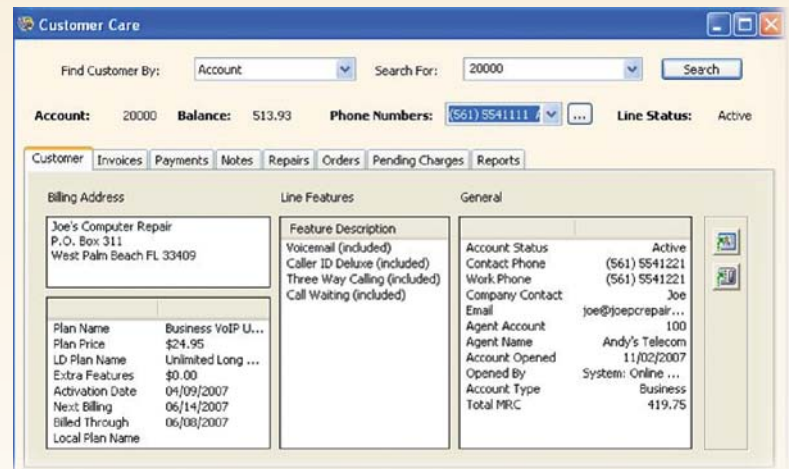 Customer Care
Find Customer By: Account Search For: 20000 Search
Account: 20000 Balance: 513.93 Phone Numbers: (561) 5541111 ... Line Status: Active
Customer Invoices Payments Notes Repairs Orders Pending Charges Reports
Billing Address
Joe's Computer Repair
P.O. Box 311
West Palm Beach FL 33409
Plan Name Business VoIP U...
Plan Price $24.95
LD Plan Name Unlimited Long ...
Extra Features $0.00
Activation Date 04/09/2007
Next Billing 06/14/2007
Billed Through 06/08/2007
Local Plan Name
Line Features
Feature Description
Voicemail (included)
Caller ID Deluxe (included)
Three Way Calling (included)
Call Waiting (included)
General
Account Status Active
Contact Phone (561) 5541221
Work Phone (561) 5541221
Company Contact Joe
Email joe@joepcrepair...
Agent Account 100
Agent Name Andy's Telecom
Account Opened 11/02/2007
Opened By System: Online ...
Account Type Business
Total MRC 419.75